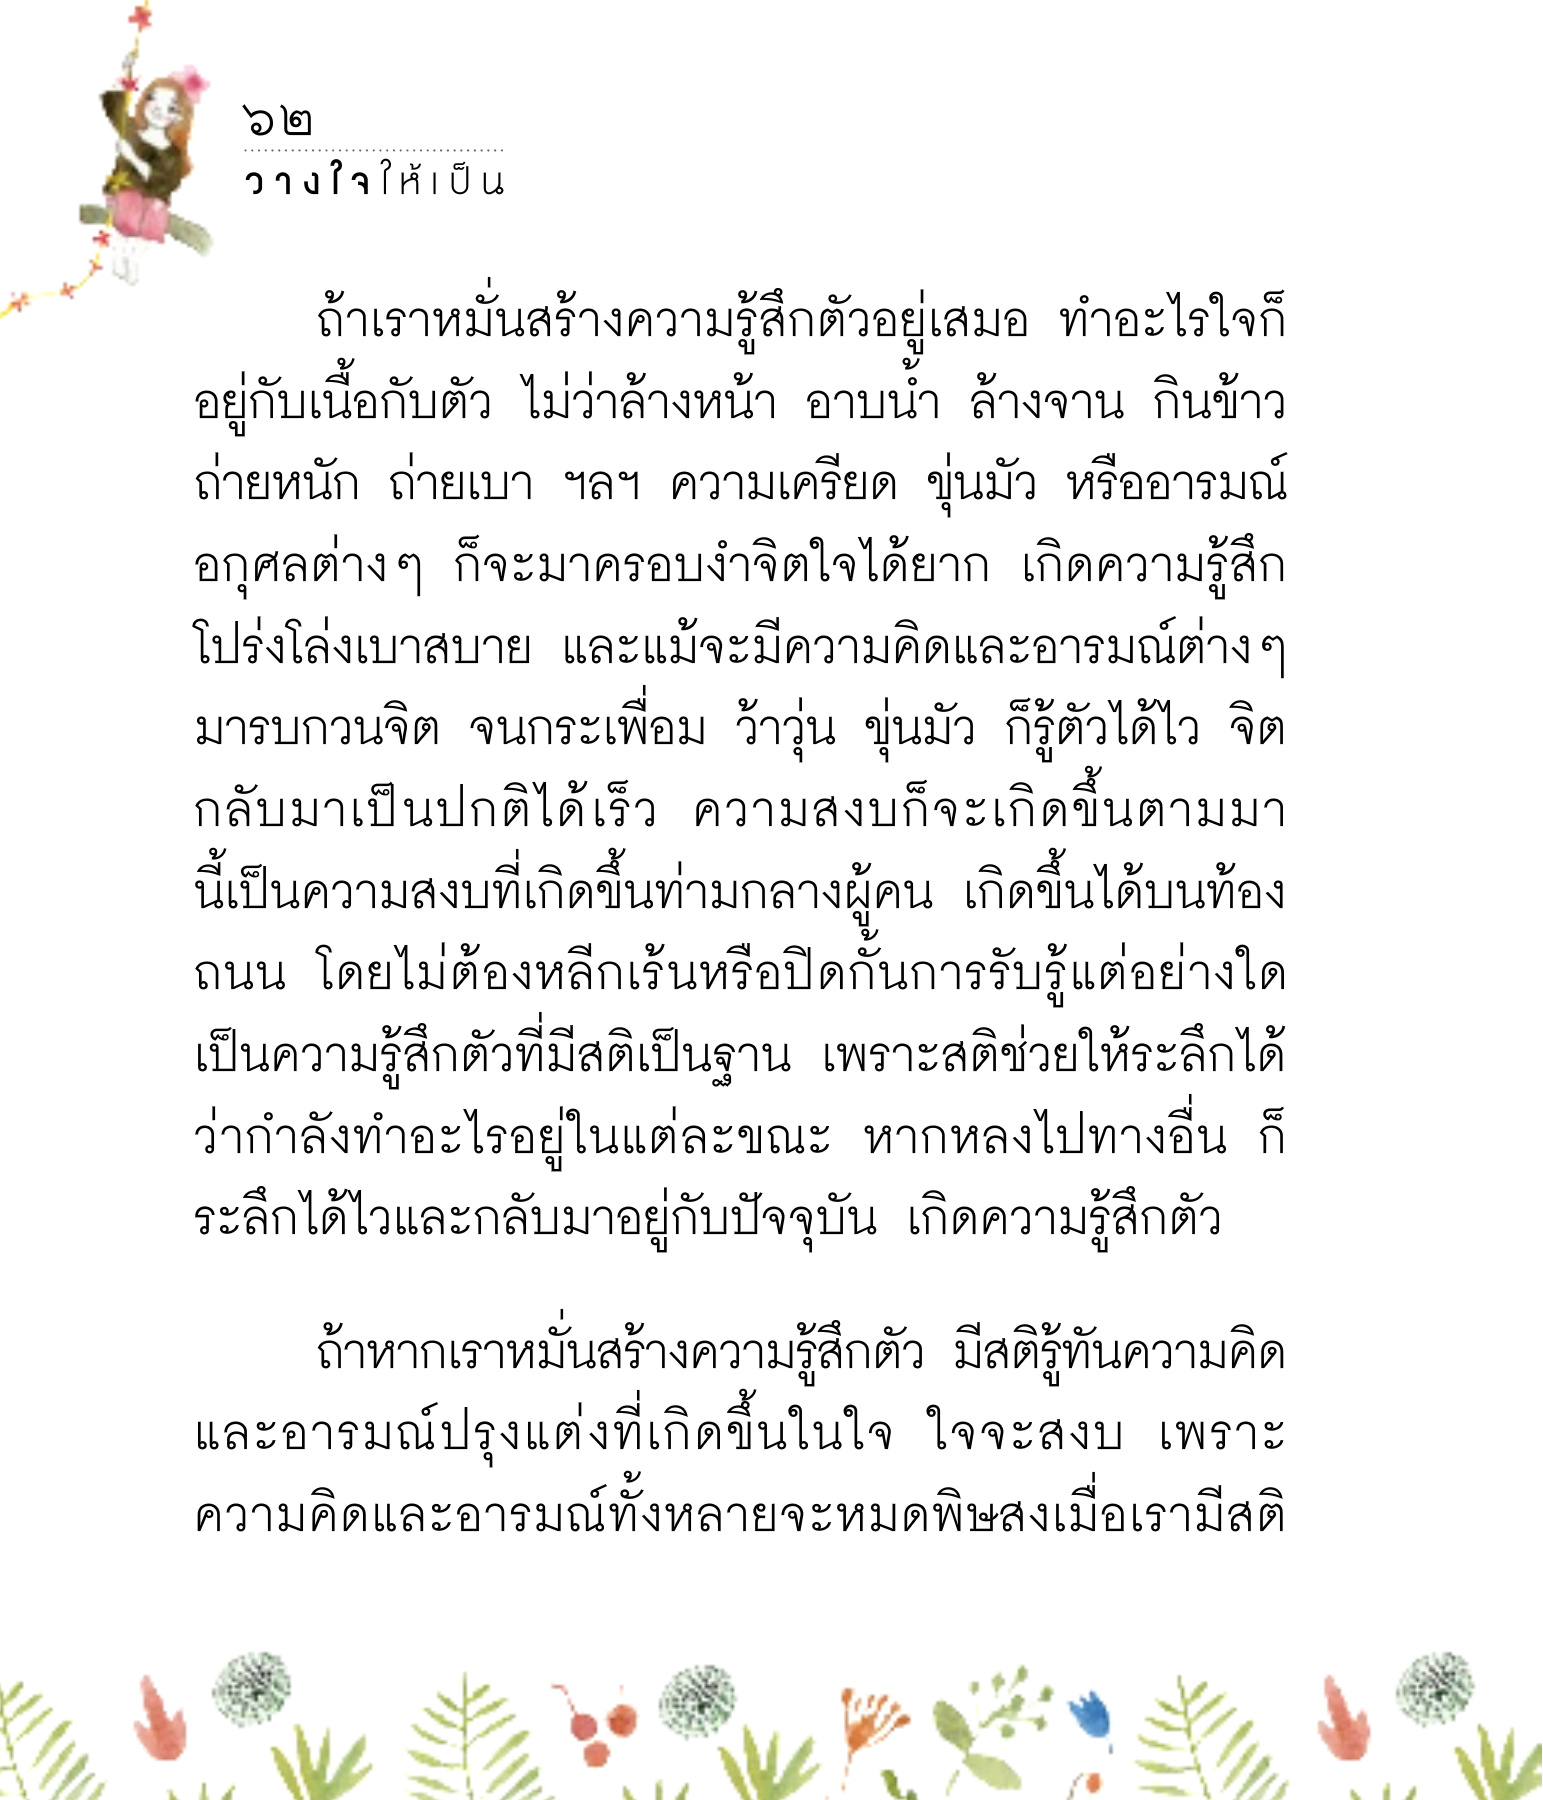 ๖๒
วางใจให้เป็น
ถ้าเราหมั่นสร้างความรู้สึกตัวอยู่เสมอ ทำอะไรใจก็
อยู่กับเนื้อกับตัว ไม่ว่าล้างหน้า อาบน้ำ ล้างจาน กินข้าว
ถ่ายหนัก ถ่ายเบา ฯลฯ ความเครียด ขุ่นมัว หรืออารมณ์
อกุศลต่างๆ ก็จะมาครอบงำจิตใจได้ยาก เกิดความรู้สึก
โปร่งโล่งเบาสบาย และแม้จะมีความคิดและอารมณ์ต่างๆ
มารบกวนจิต จนกระเพื่อม ว้าวุ่น ขุ่นมัว ก็รู้ตัวได้ไว จิต
กลับมาเป็นปกติได้เร็ว ความสงบก็จะเกิดขึ้นตามมา
นี้เป็นความสงบที่เกิดขึ้นท่ามกลางผู้คน เกิดขึ้นได้บนท้อง
ถนน โดยไม่ต้องหลีกเร้นหรือปิดกั้นการรับรู้แต่อย่างใด
เป็นความรู้สึกตัวที่มีสติเป็นฐาน เพราะสติช่วยให้ระลึกได้
ว่ากำลังทำอะไรอยู่ในแต่ละขณะ หากหลงไปทางอื่น ก็
ระลึกได้ไวและกลับมาอยู่กับปัจจุบัน เกิดความรู้สึกตัว
ถ้าหากเราหมั่นสร้างความรู้สึกตัว มีสติรู้ทันความคิด
และอารมณ์ปรุงแต่งที่เกิดขึ้นในใจ ใจจะสงบ เพราะ
ความคิดและอารมณ์ทั้งหลายจะหมดพิษสงเมื่อเรามีสติ